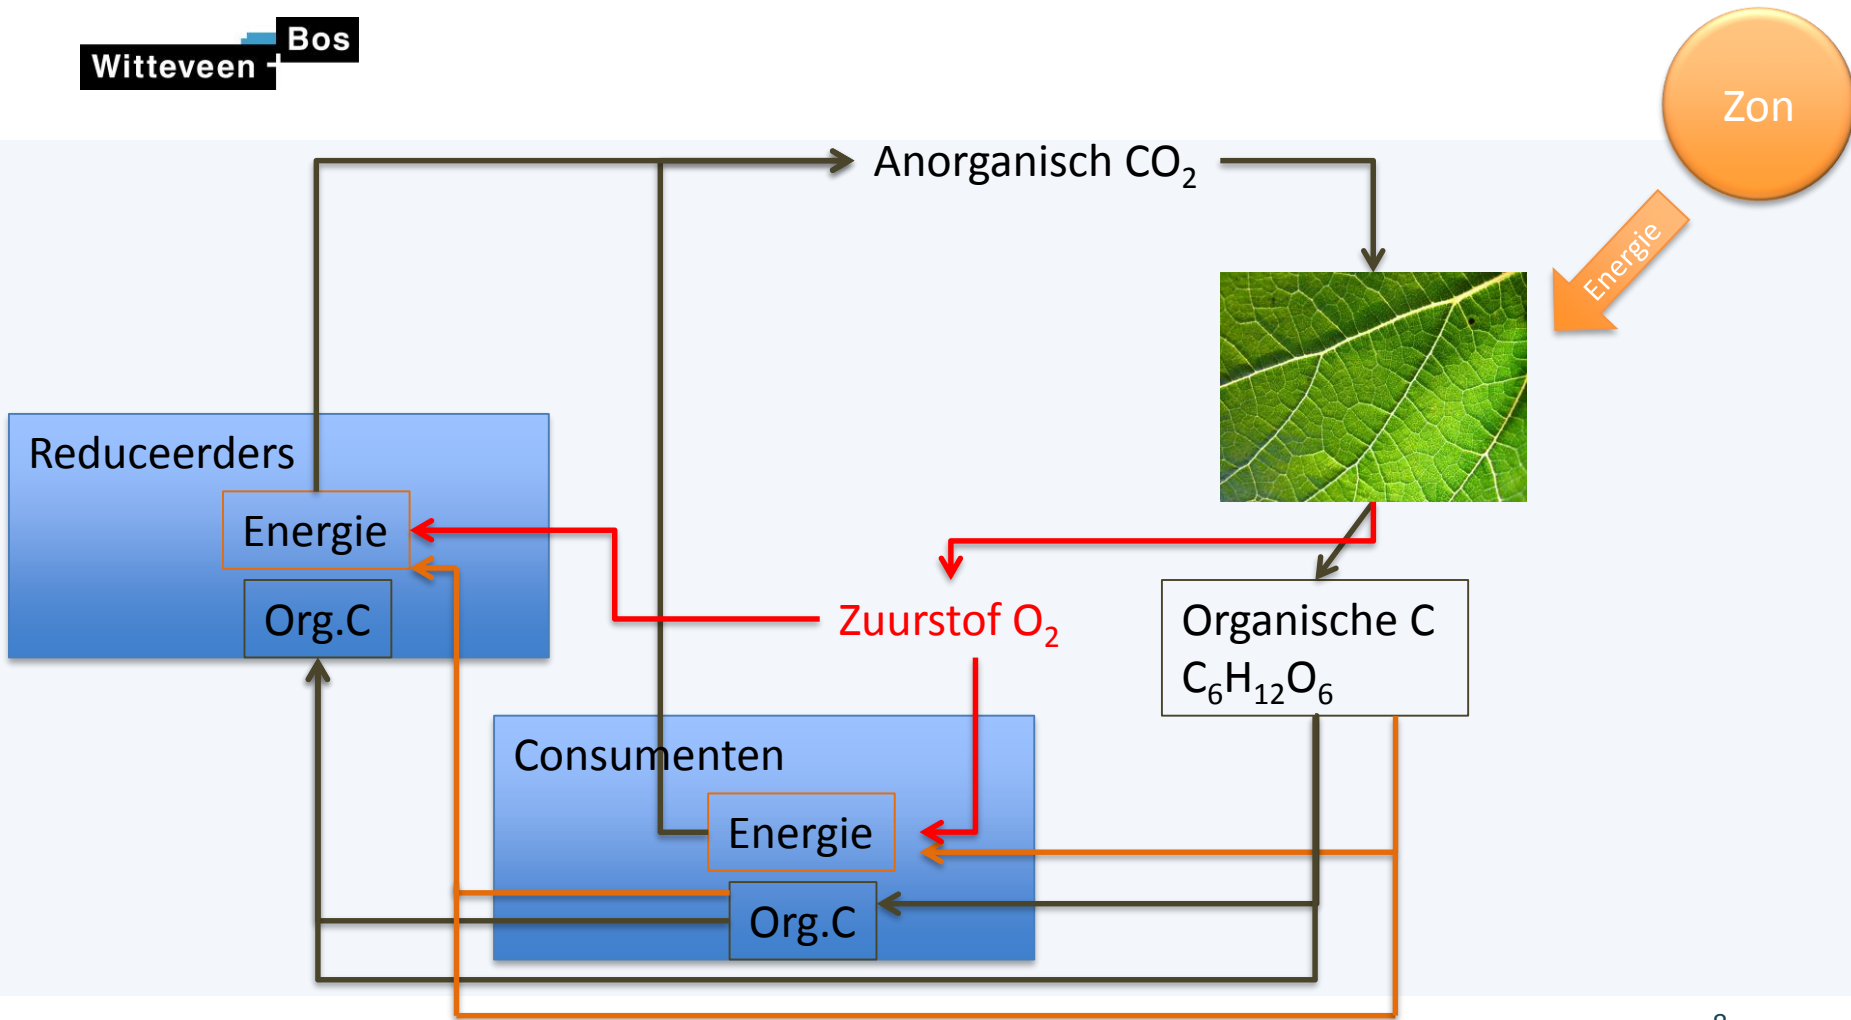 Witteveen + Bos
Zon
Anorganisch CO₂
Energie
Reduceerders
Energie
Org.C
Zuurstof O₂
Organische C
C₆H₁₂O₆
Consumenten
Energie
Org.C